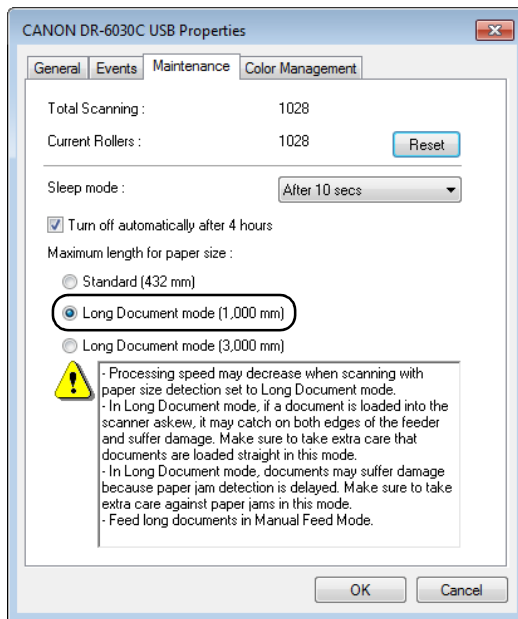 CANON DR-6030C USB Properties
General Events Maintenance Color Management
Total Scanning : 1028
Current Rollers : 1028 Reset
Sleep mode : After 10 secs
Turn off automatically after 4 hours
Maximum length for paper size :
Standard (432 mm)
Long Document mode (1,000 mm)
Long Document mode (3,000 mm)
- Processing speed may decrease when scanning with
paper size detection set to Long Document mode.
- In Long Document mode, if a document is loaded into the
scanner askew, it may catch on both edges of the feeder
and suffer damage. Make sure to take extra care that
documents are loaded straight in this mode.
- In Long Document mode, documents may suffer damage
because paper jam detection is delayed. Make sure to take
extra care against paper jams in this mode.
- Feed long documents in Manual Feed Mode.
OK Cancel